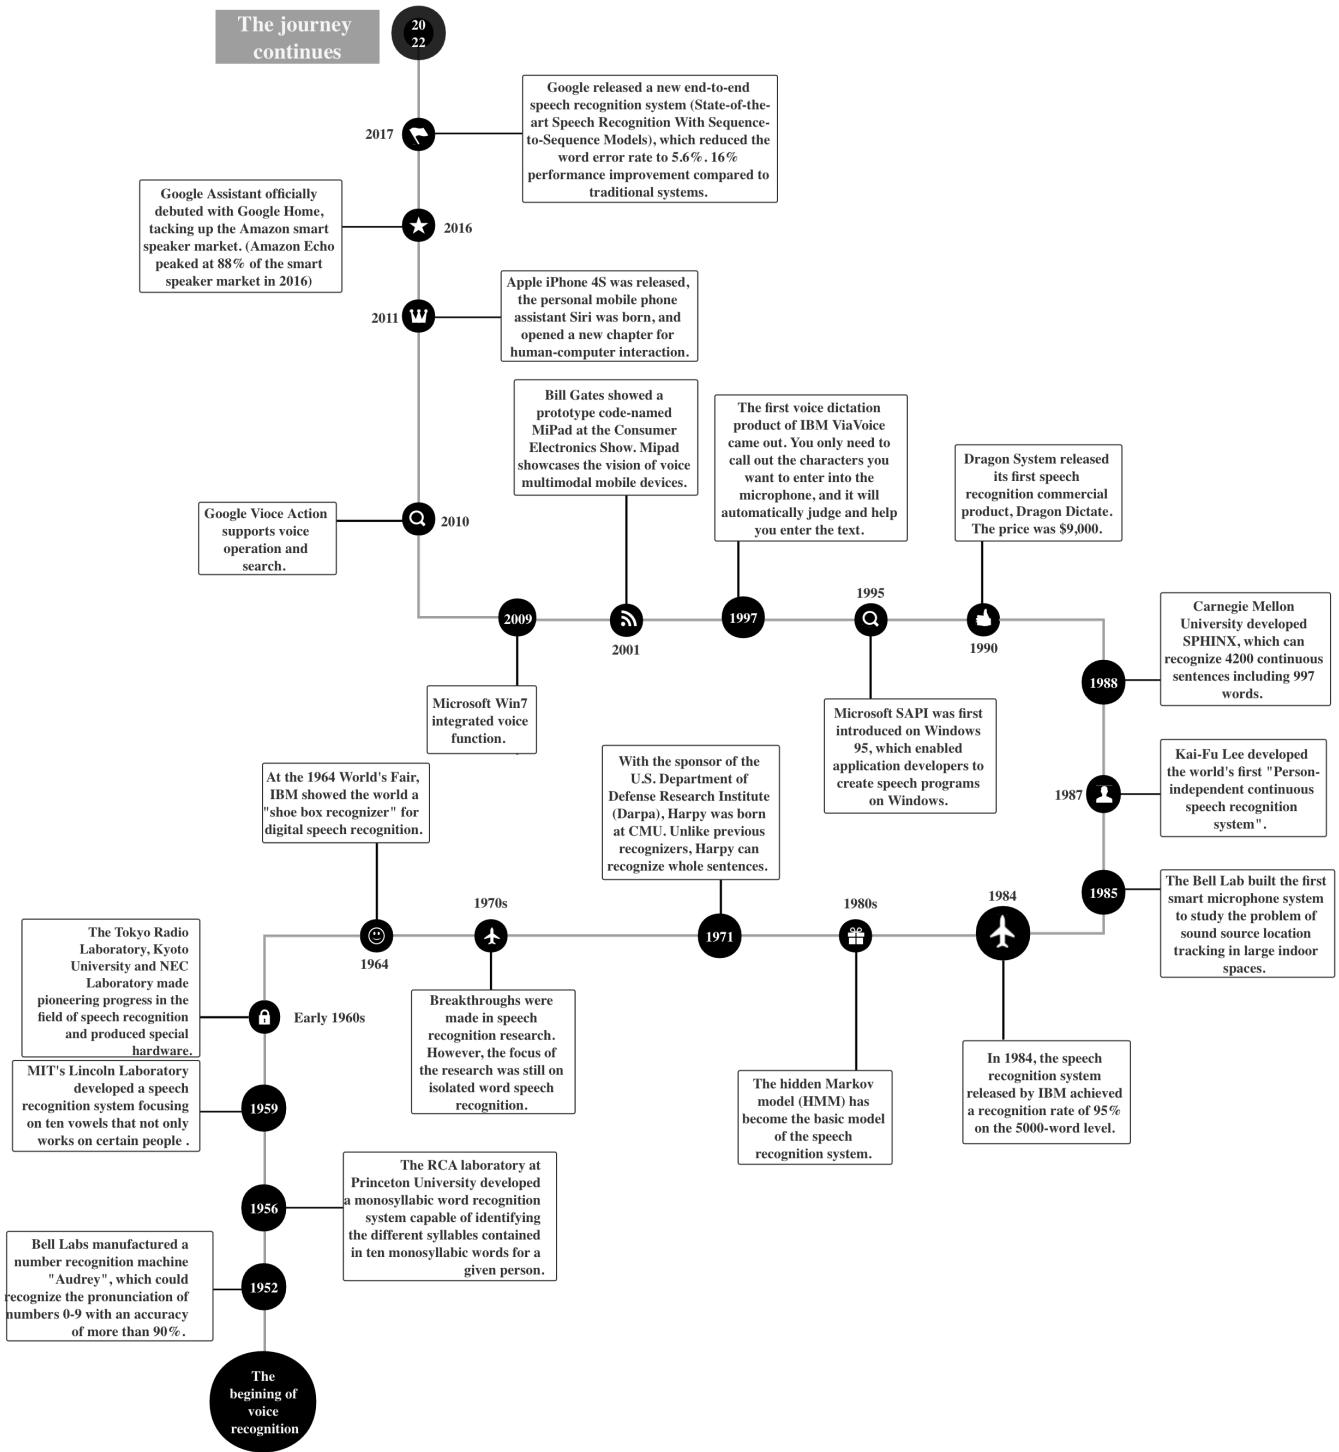 The journey
continues
20
22
Google released a new end-to-end
speech recognition system (State-of-the-
art Speech Recognition With Sequence-
to-Sequence Models), which reduced the
word error rate to 5.6%. 16%
performance improvement compared to
traditional systems.
2017
Google Assistant officially
debuted with Google Home,
tacking up the Amazon smart
speaker market. (Amazon Echo
peaked at 88% of the smart
speaker market in 2016)
2016
Apple iPhone 4S was released,
the personal mobile phone
assistant Siri was born, and
opened a new chapter for
human-computer interaction.
2011
Bill Gates showed a
prototype code-named
MiPad at the Consumer
Electronics Show. Mipad
showcases the vision of voice
multimodal mobile devices.
The first voice dictation
product of IBM ViaVoice
came out. You only need to
call out the characters you
want to enter into the
microphone, and it will
automatically judge and help
you enter the text.
Dragon System released
its first speech
recognition commercial
product, Dragon Dictate.
The price was $9,000.
Google Vioce Action
supports voice
operation and
search.
2010
2009
2001
1997
1995
1990
Carnegie Mellon
University developed
SPHINX, which can
recognize 4200 continuous
sentences including 997
words.
1988
Microsoft Win7
integrated voice
function.
Microsoft SAPI was first
introduced on Windows
95, which enabled
application developers to
create speech programs
on Windows.
Kai-Fu Lee developed
the world's first "Person-
independent continuous
speech recognition
system".
1987
At the 1964 World's Fair,
IBM showed the world a
"shoe box recognizer" for
digital speech recognition.
With the sponsor of the
U.S. Department of
Defense Research Institute
(Darpa), Harpy was born
at CMU. Unlike previous
recognizers, Harpy can
recognize whole sentences.
The Bell Lab built the first
smart microphone system
to study the problem of
sound source location
tracking in large indoor
spaces.
1985
1984
1980s
1971
1970s
1964
The Tokyo Radio
Laboratory, Kyoto
University and NEC
Laboratory made
pioneering progress in the
field of speech recognition
and produced special
hardware.
Early 1960s
Breakthroughs were
made in speech
recognition research.
However, the focus of
the research was still on
isolated word speech
recognition.
The hidden Markov
model (HMM) has
become the basic model
of the speech
recognition system.
In 1984, the speech
recognition system
released by IBM achieved
a recognition rate of 95%
on the 5000-word level.
MIT's Lincoln Laboratory
developed a speech
recognition system focusing
on ten vowels that not only
works on certain people .
1959
The RCA laboratory at
Princeton University developed
a monosyllabic word recognition
system capable of identifying
the different syllables contained
in ten monosyllabic words for a
given person.
1956
Bell Labs manufactured a
number recognition machine
"Audrey", which could
recognize the pronunciation of
numbers 0-9 with an accuracy
of more than 90%.
1952
The
begining of
voice
recognition